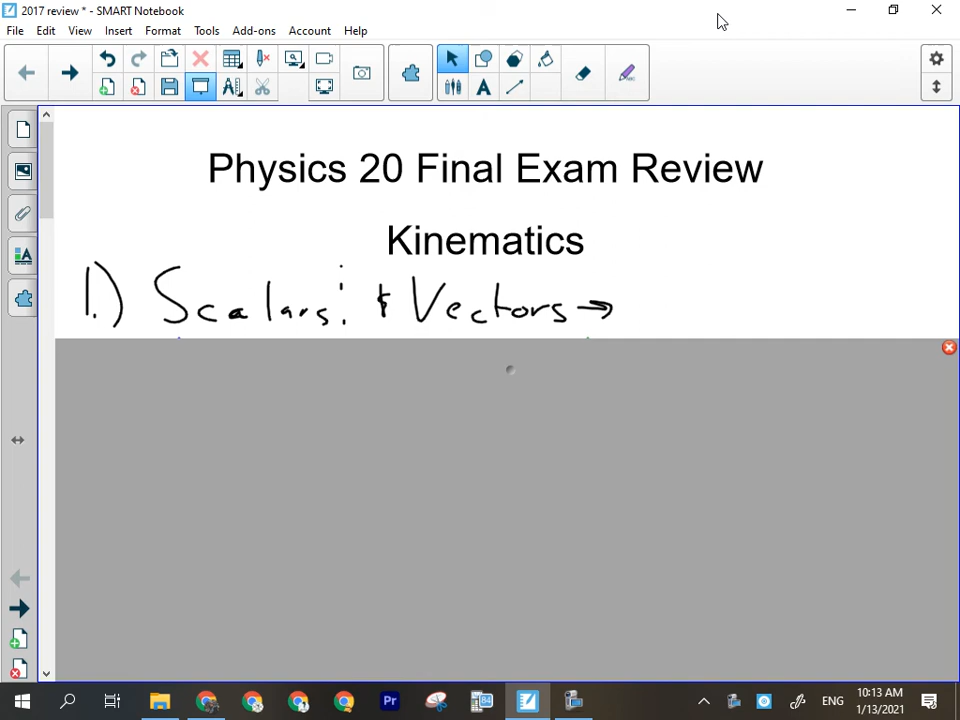 2017 review * - SMART Notebook
File Edit View Insert Format Tools Add-ons Account Help
Physics 20 Final Exam Review
Kinematics
1.) Scalars: & Vectors →
Pr
ENG
10:13 AM
1/13/2021